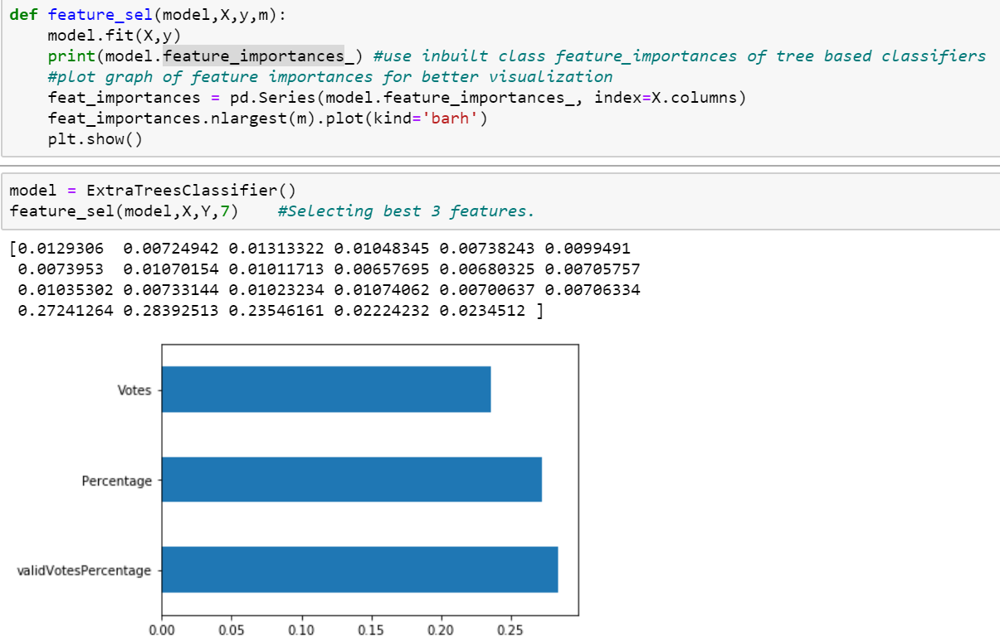 def feature_sel(model,X,y,m):
    model.fit(X,y)
    print(model.feature_importances_) #use inbuilt class feature_importances of tree based classifiers
    #plot graph of feature importances for better visualization
    feat_importances = pd.Series(model.feature_importances_, index=X.columns)
    feat_importances.nlargest(m).plot(kind='barh')
    plt.show()
model = ExtraTreesClassifier()
feature_sel(model,X,Y,7)    #Selecting best 3 features.
[0.0129306  0.00724942 0.01313322 0.01048345 0.00738243 0.0099491
 0.0073953  0.01070154 0.01011713 0.00657695 0.00680325 0.00705757
 0.01035302 0.00733144 0.01023234 0.01074062 0.00700637 0.00706334
 0.27241264 0.28392513 0.23546161 0.02224232 0.0234512 ]
Votes
Percentage
validVotesPercentage
0.00 0.05 0.10 0.15 0.20 0.25